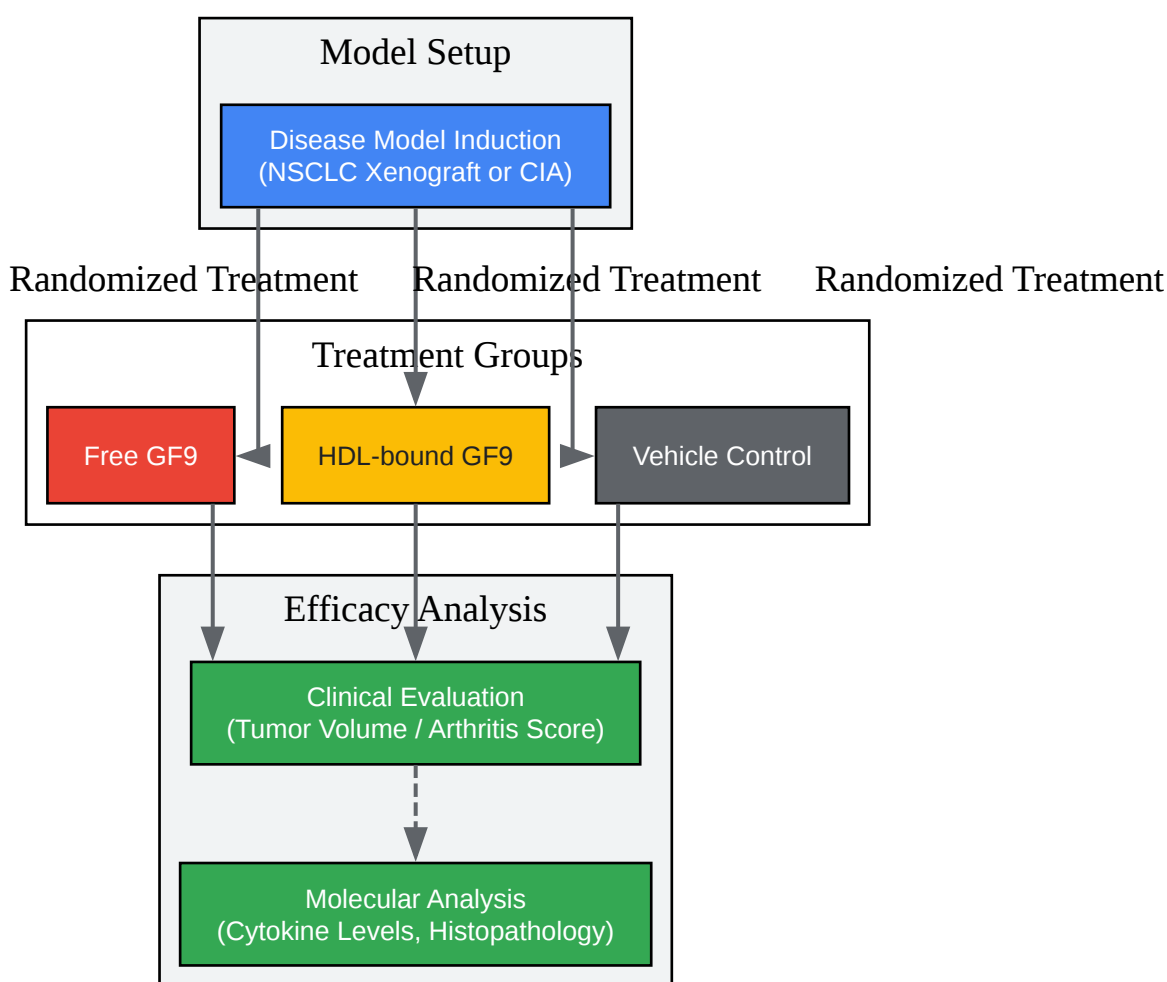 Model Setup
Disease Model Induction
(NSCLC Xenograft or CIA)
Randomized Treatment
Randomized Treatment
Randomized Treatment
Treatment Groups
Free GF9
HDL-bound GF9
Vehicle Control
Efficacy Analysis
Clinical Evaluation
(Tumor Volume / Arthritis Score)
Molecular Analysis
(Cytokine Levels, Histopathology)